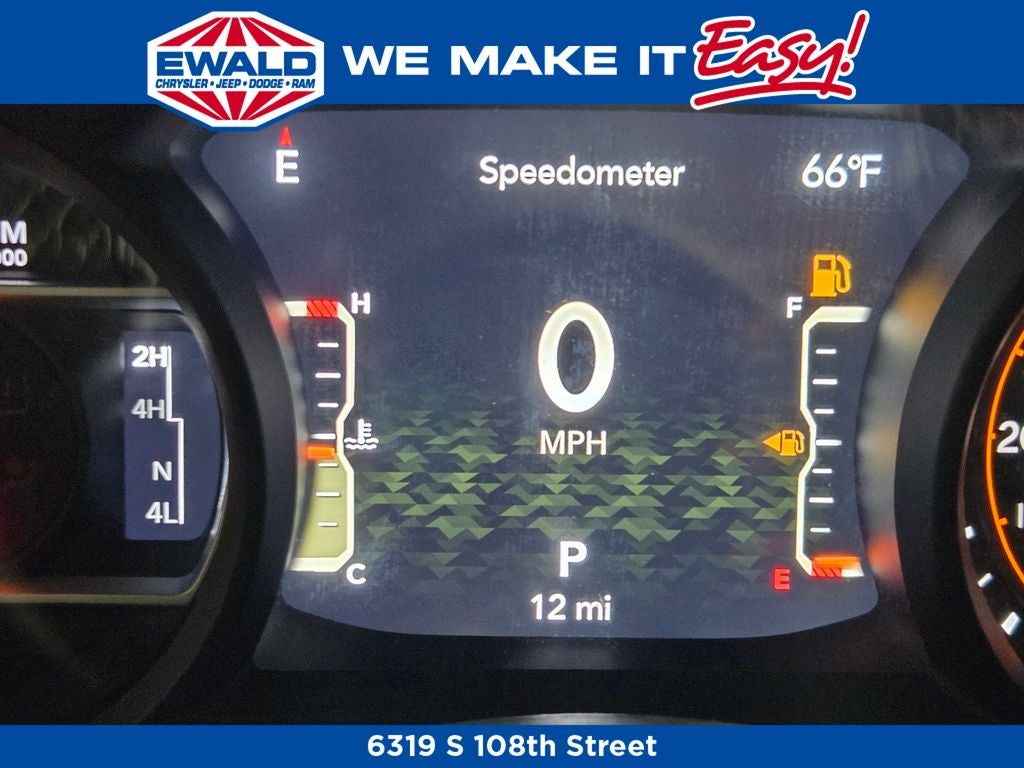 EWALD
CHRYSLER • JEEP • DODGE • RAM
WE MAKE IT Easy!
E
Speedometer
66°F
2H
4H
N
4L
H
C
0
MPH
P
12 mi
F
E
6319 S 108th Street